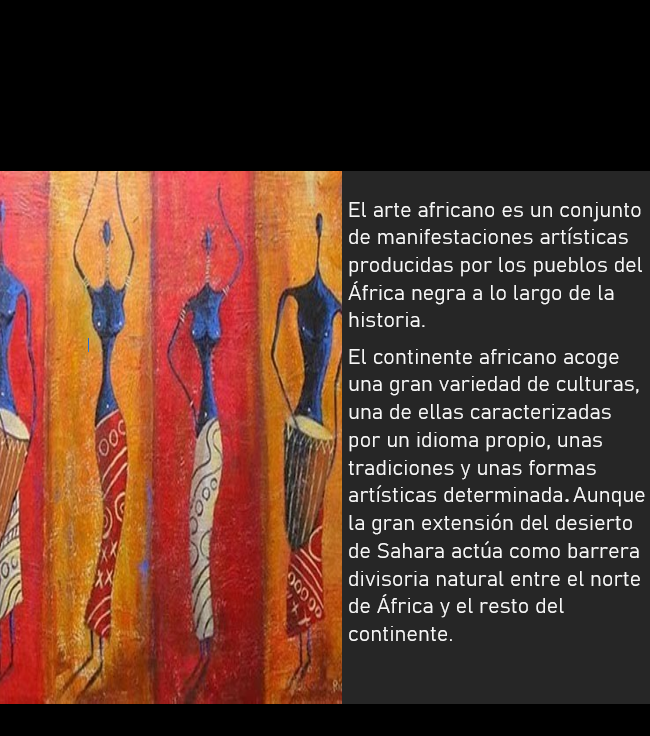 El arte africano es un conjunto
de manifestaciones artísticas
producidas por los pueblos del
África negra a lo largo de la
historia.
El continente africano acoge
una gran variedad de culturas,
una de ellas caracterizadas
por un idioma propio, unas
tradiciones y unas formas
artísticas determinada. Aunque
la gran extensión del desierto
de Sahara actúa como barrera
divisoria natural entre el norte
de África y el resto del
continente.